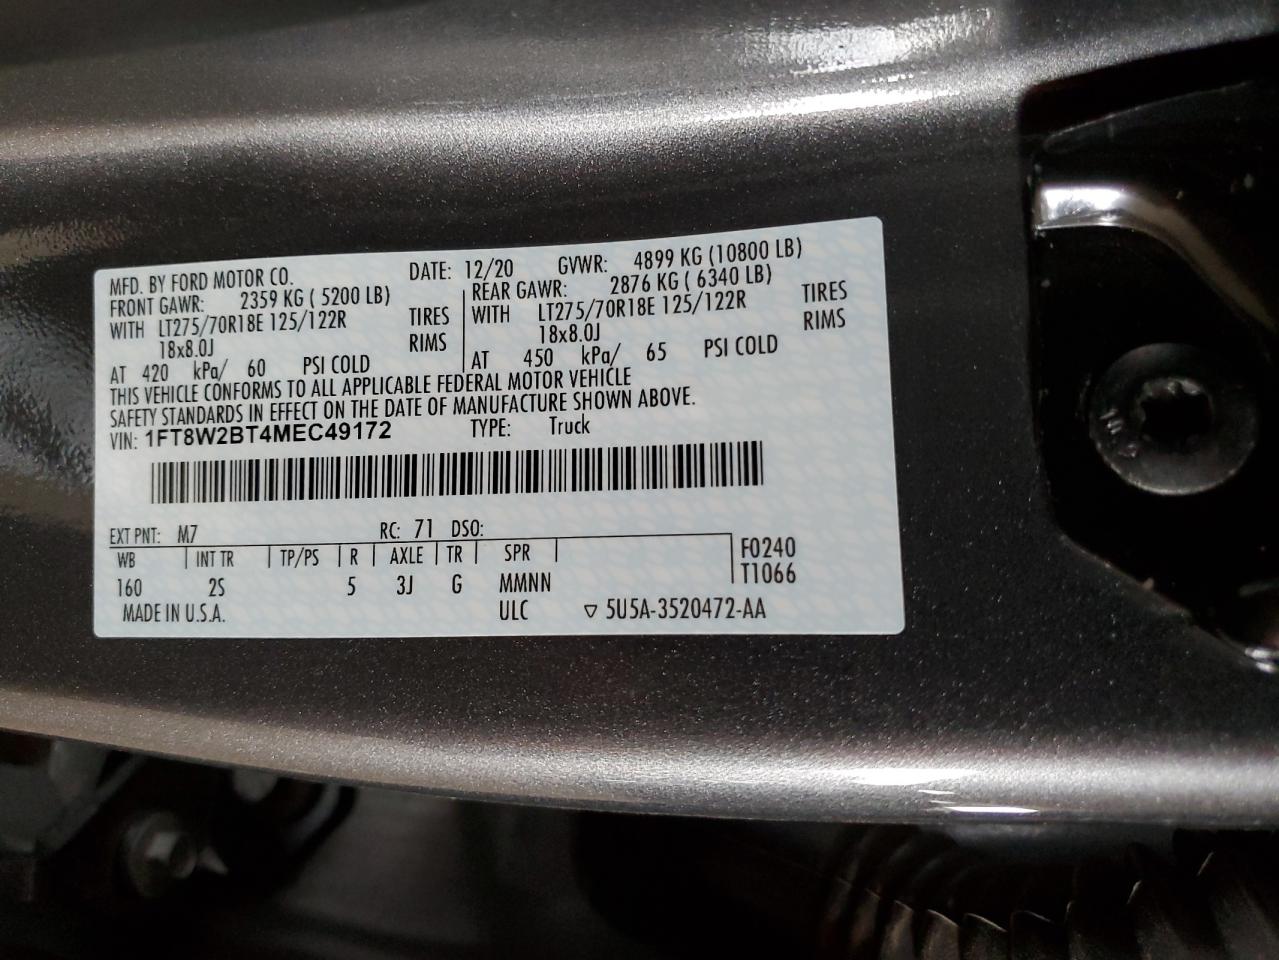 MFD. BY FORD MOTOR CO. DATE: 12/20 GVWR: 4899 KG (10800 LB)
FRONT GAWR: 2359 KG ( 5200 LB) REAR GAWR: 2876 KG ( 6340 LB)
WITH LT275/70R18E 125/122R TIRES WITH LT275/70R18E 125/122R TIRES
18x8.0J RIMS 18x8.0J RIMS
AT 420 kPa/ 60 PSI COLD AT 450 kPa/ 65 PSI COLD
THIS VEHICLE CONFORMS TO ALL APPLICABLE FEDERAL MOTOR VEHICLE
SAFETY STANDARDS IN EFFECT ON THE DATE OF MANUFACTURE SHOWN ABOVE.
VIN: 1FT8W2BT4MEC49172 TYPE: Truck
EXT PNT: M7 RC: 71 DSO:
WB INT TR TP/PS R AXLE TR SPR F0240
160 2S 5 3J G MMNN T1066
MADE IN U.S.A. ULC ▽ 5U5A-3520472-AA